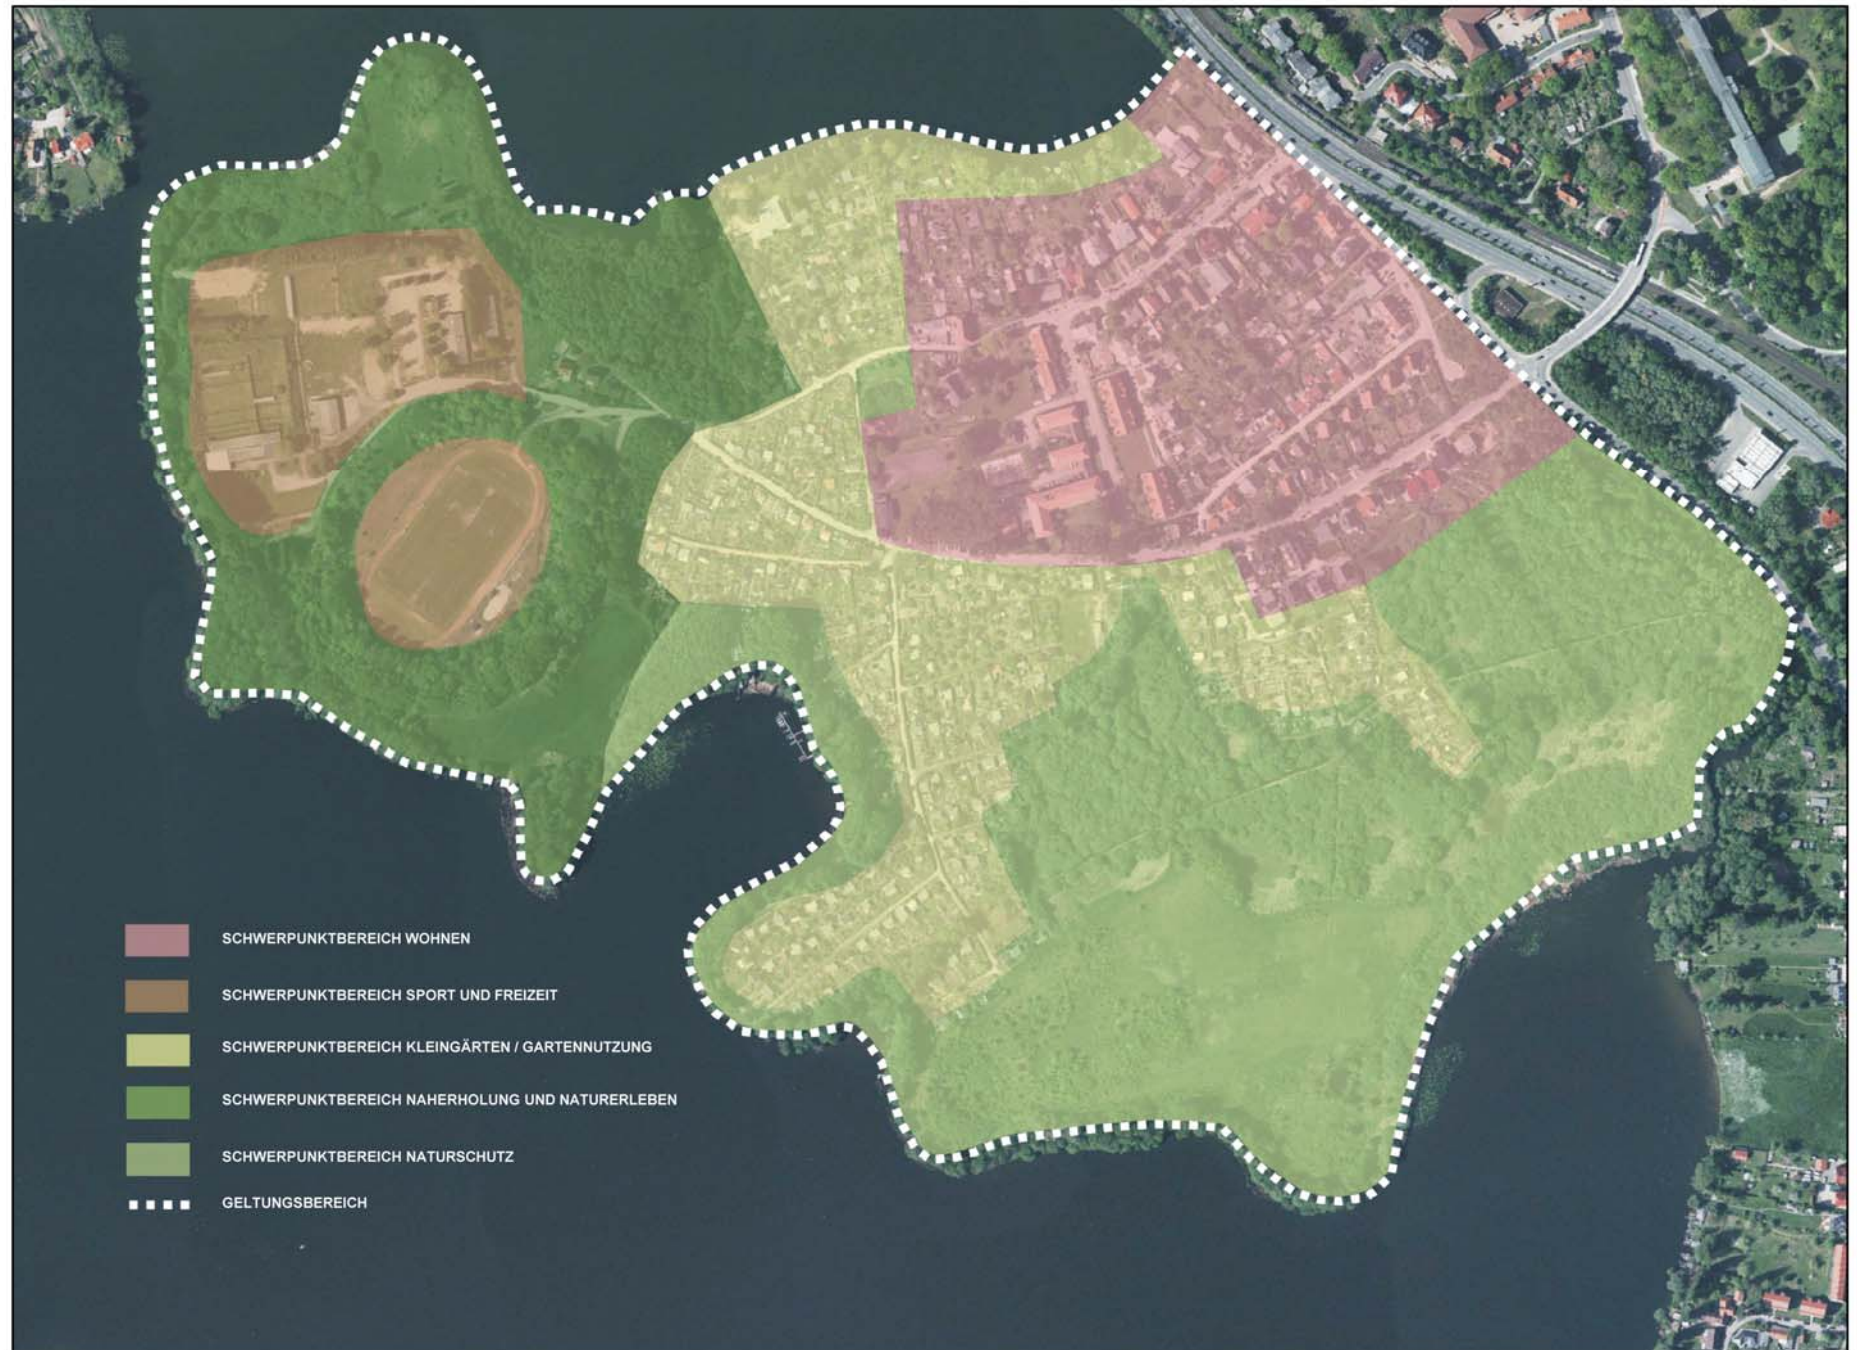 SCHWERPUNKTBEREICH WOHNEN
SCHWERPUNKTBEREICH SPORT UND FREIZEIT
SCHWERPUNKTBEREICH KLEINGÄRTEN / GARTENNUTZUNG
SCHWERPUNKTBEREICH NAHERHOLUNG UND NATURERLEBEN
SCHWERPUNKTBEREICH NATURSCHUTZ
GELTUNGSBEREICH